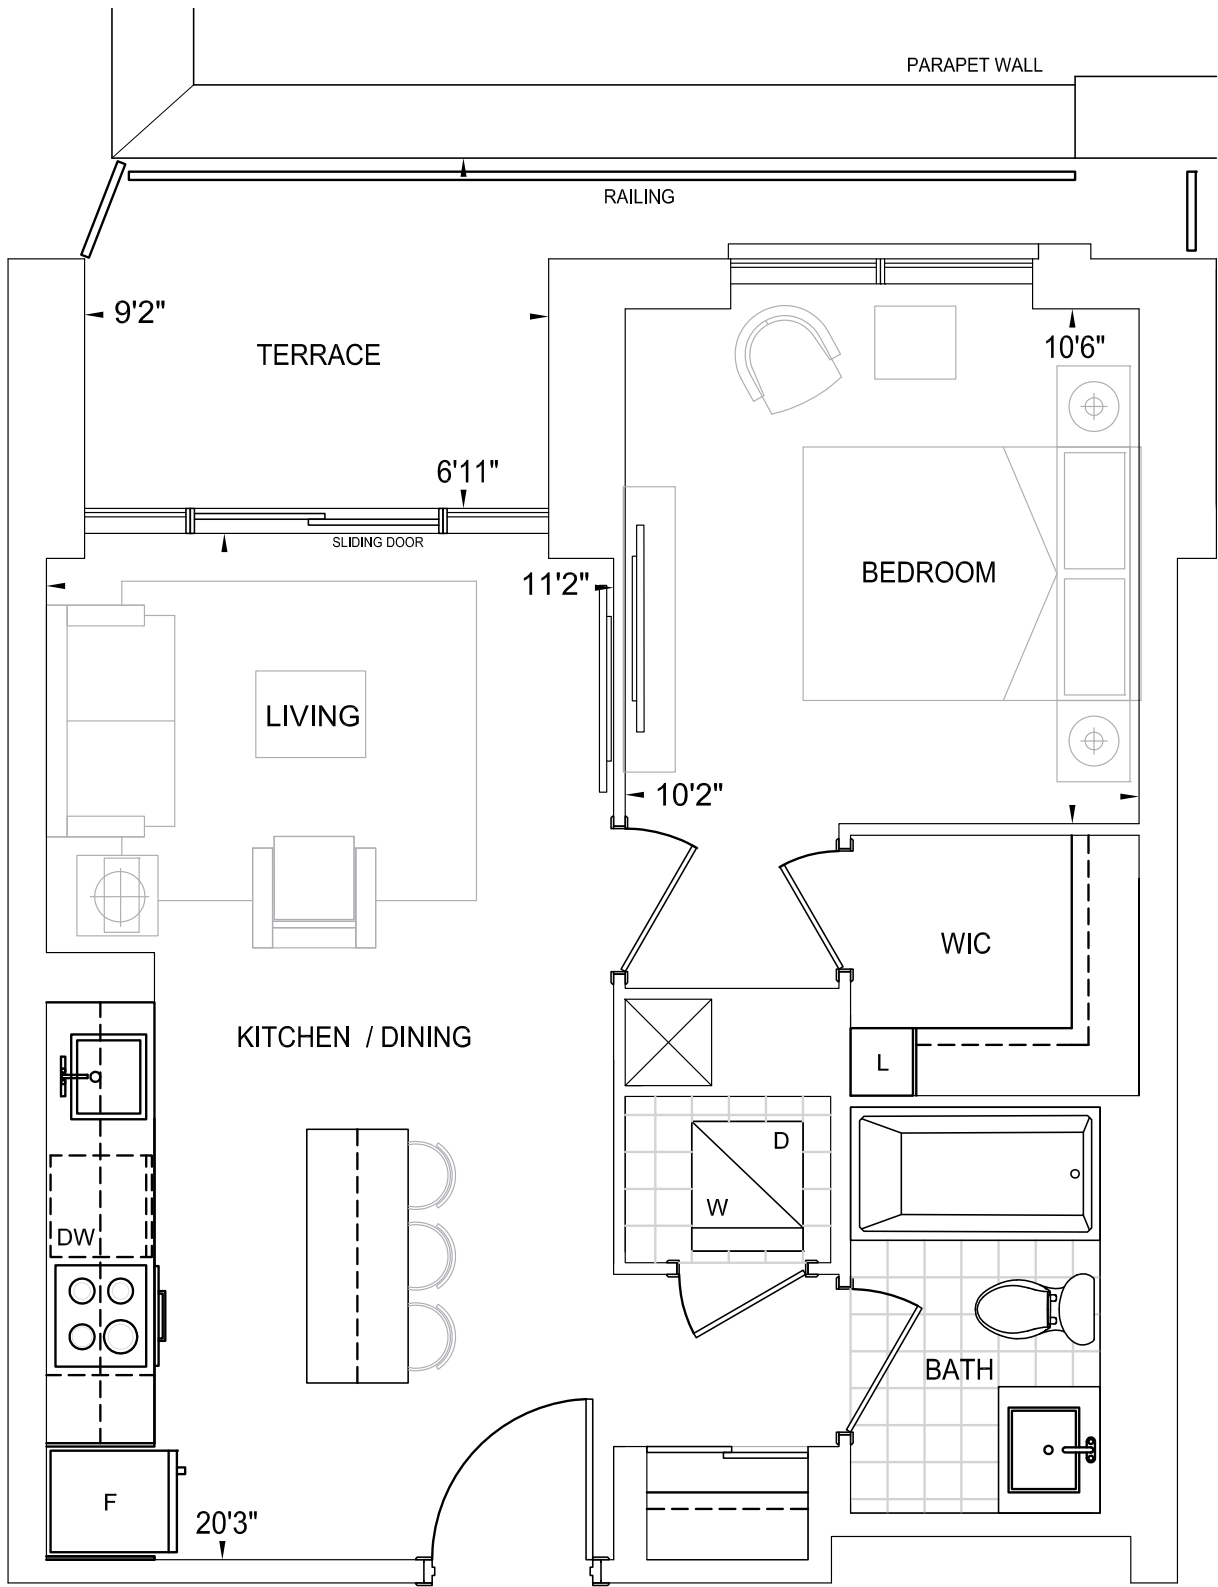 PARAPET WALL
RAILING
9'2"
TERRACE
10'6"
6'11"
SLIDING DOOR
BEDROOM
11'2"
LIVING
10'2"
WIC
KITCHEN / DINING
L
D
W
DW
BATH
F
20'3"